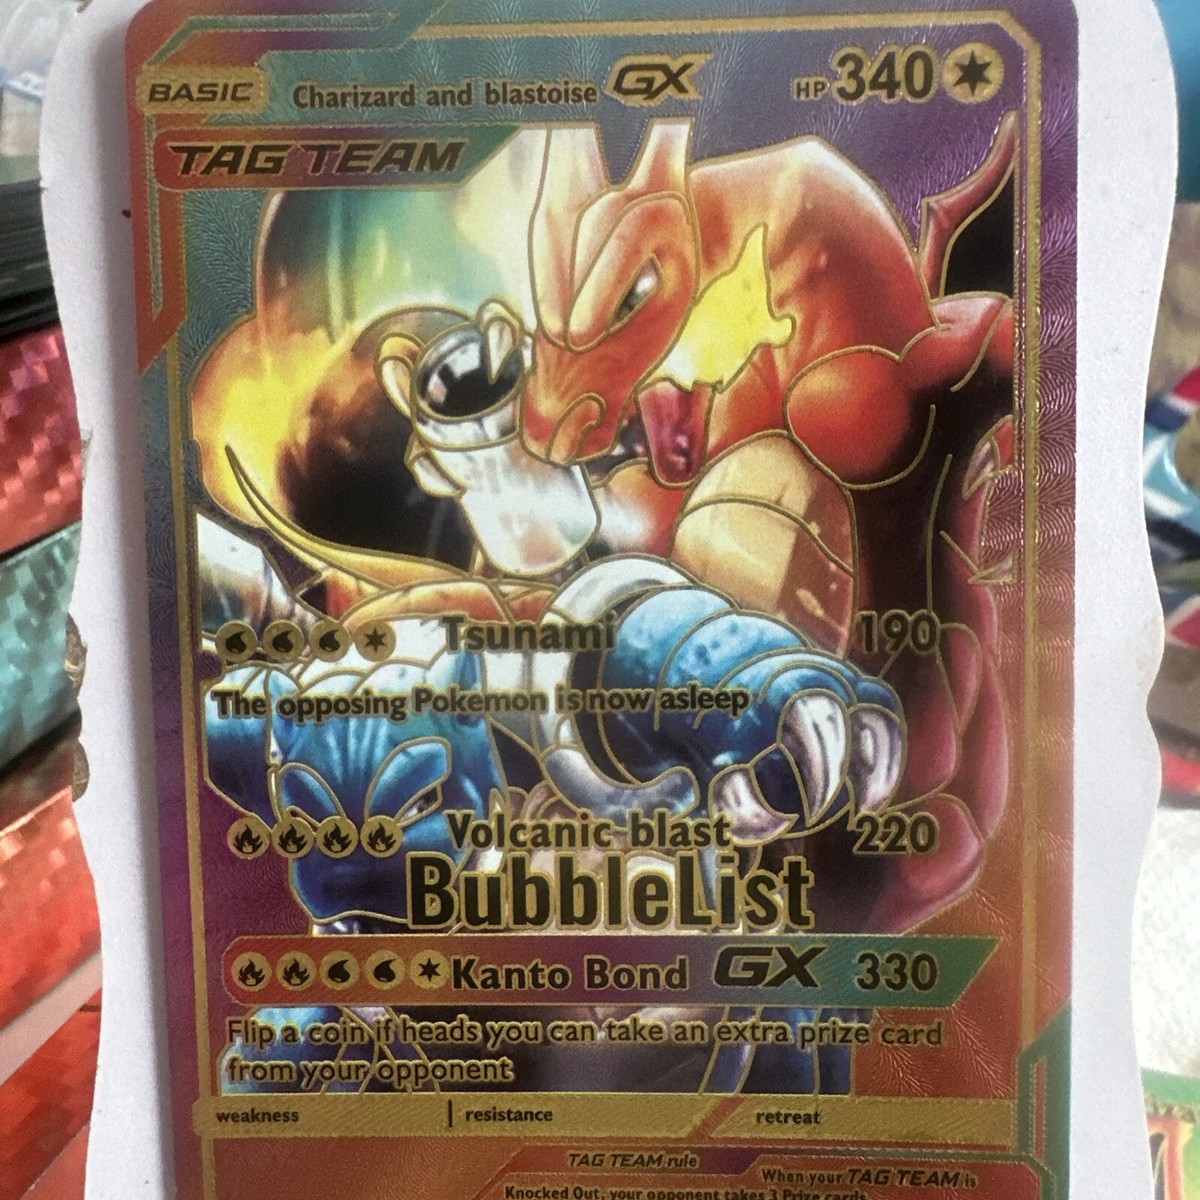 BASIC Charizard and blastoise GX HP 340
TAG TEAM
Tsunami 190
The opposing Pokemon is now asleep
Volcanic blast 220
BubbleList
Kanto Bond GX 330
Flip a coin if heads you can take an extra prize card
from your opponent
weakness | resistance retreat
TAG TEAM rule
When your TAG TEAM is
Knocked Out, your opponent takes 3 Prize cards